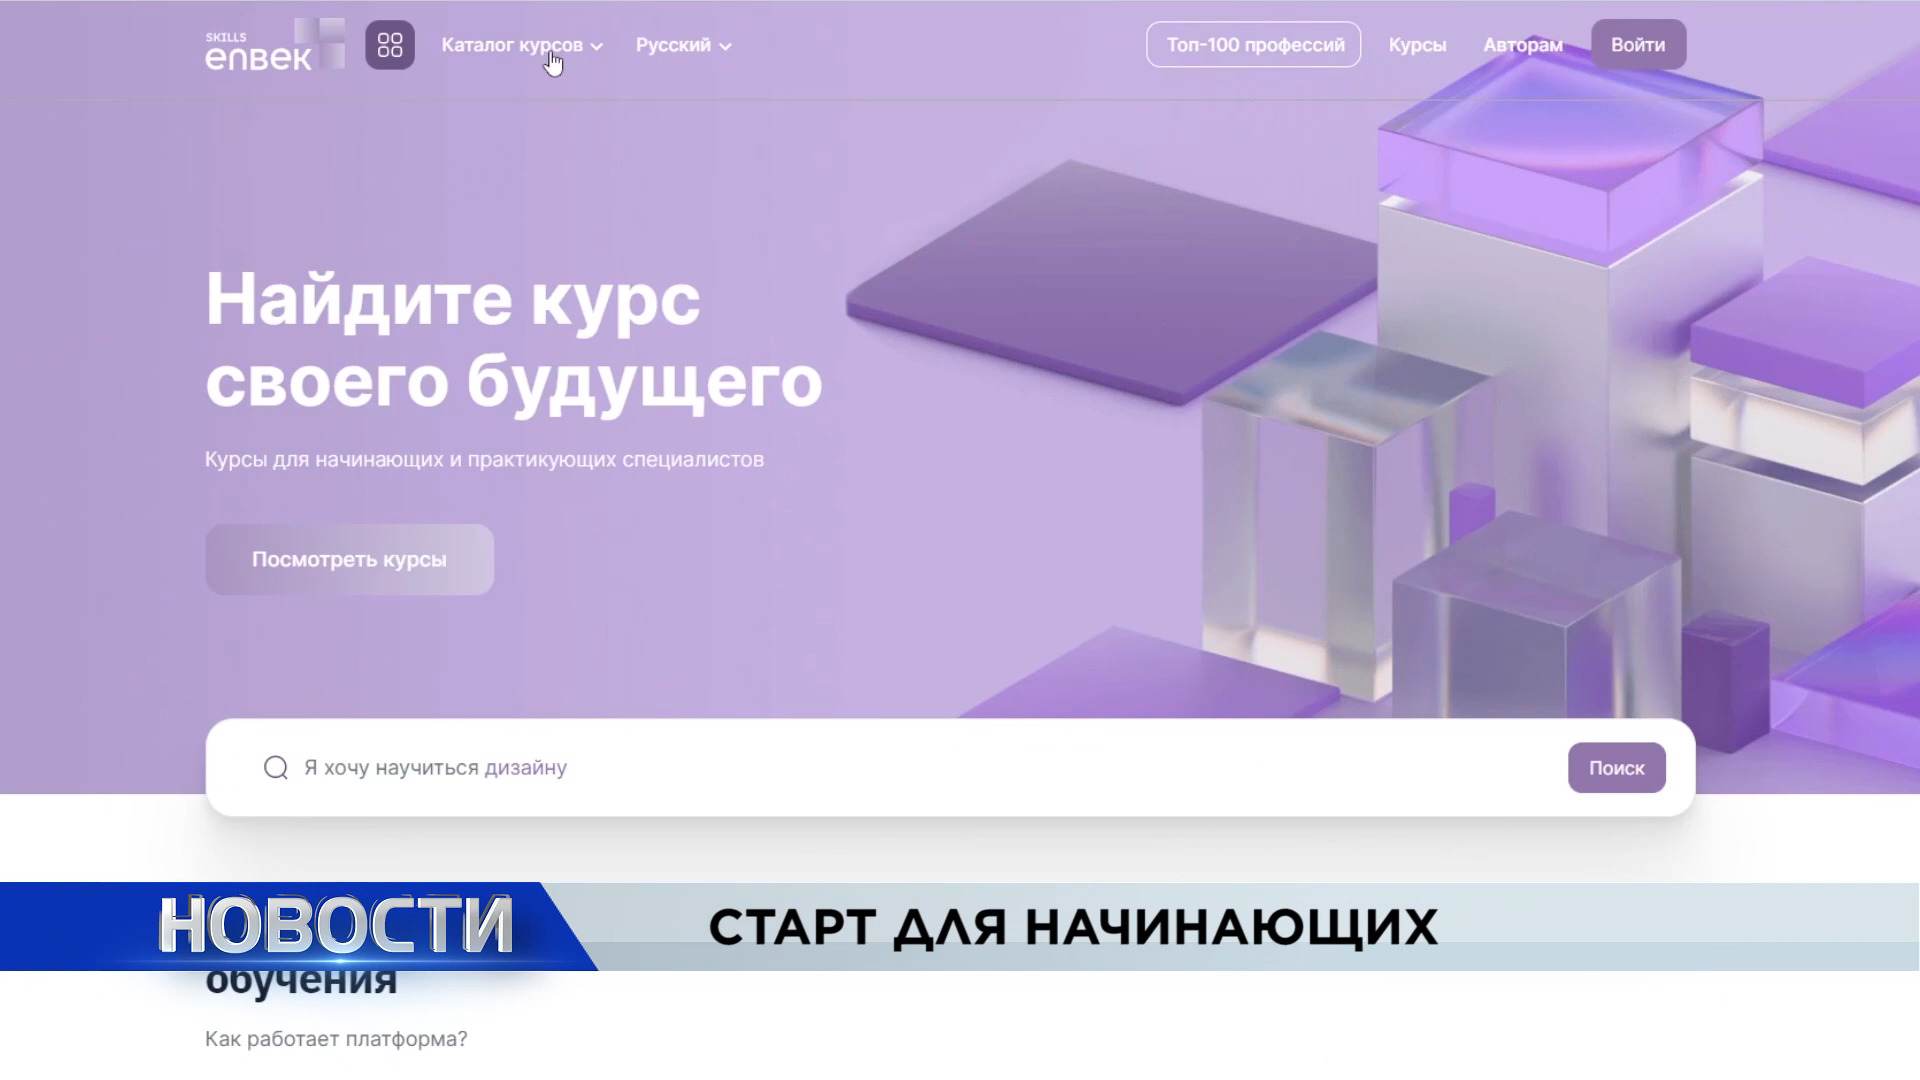 SKILLS
enbek
Каталог курсов
Русский
Топ-100 профессий
Курсы
Авторам
Войти
Найдите курс
своего будущего
Курсы для начинающих и практикующих специалистов
Посмотреть курсы
Я хочу научиться дизайну
Поиск
НОВОСТИ
СТАРТ ДЛЯ НАЧИНАЮЩИХ
обучения
Как работает платформа?